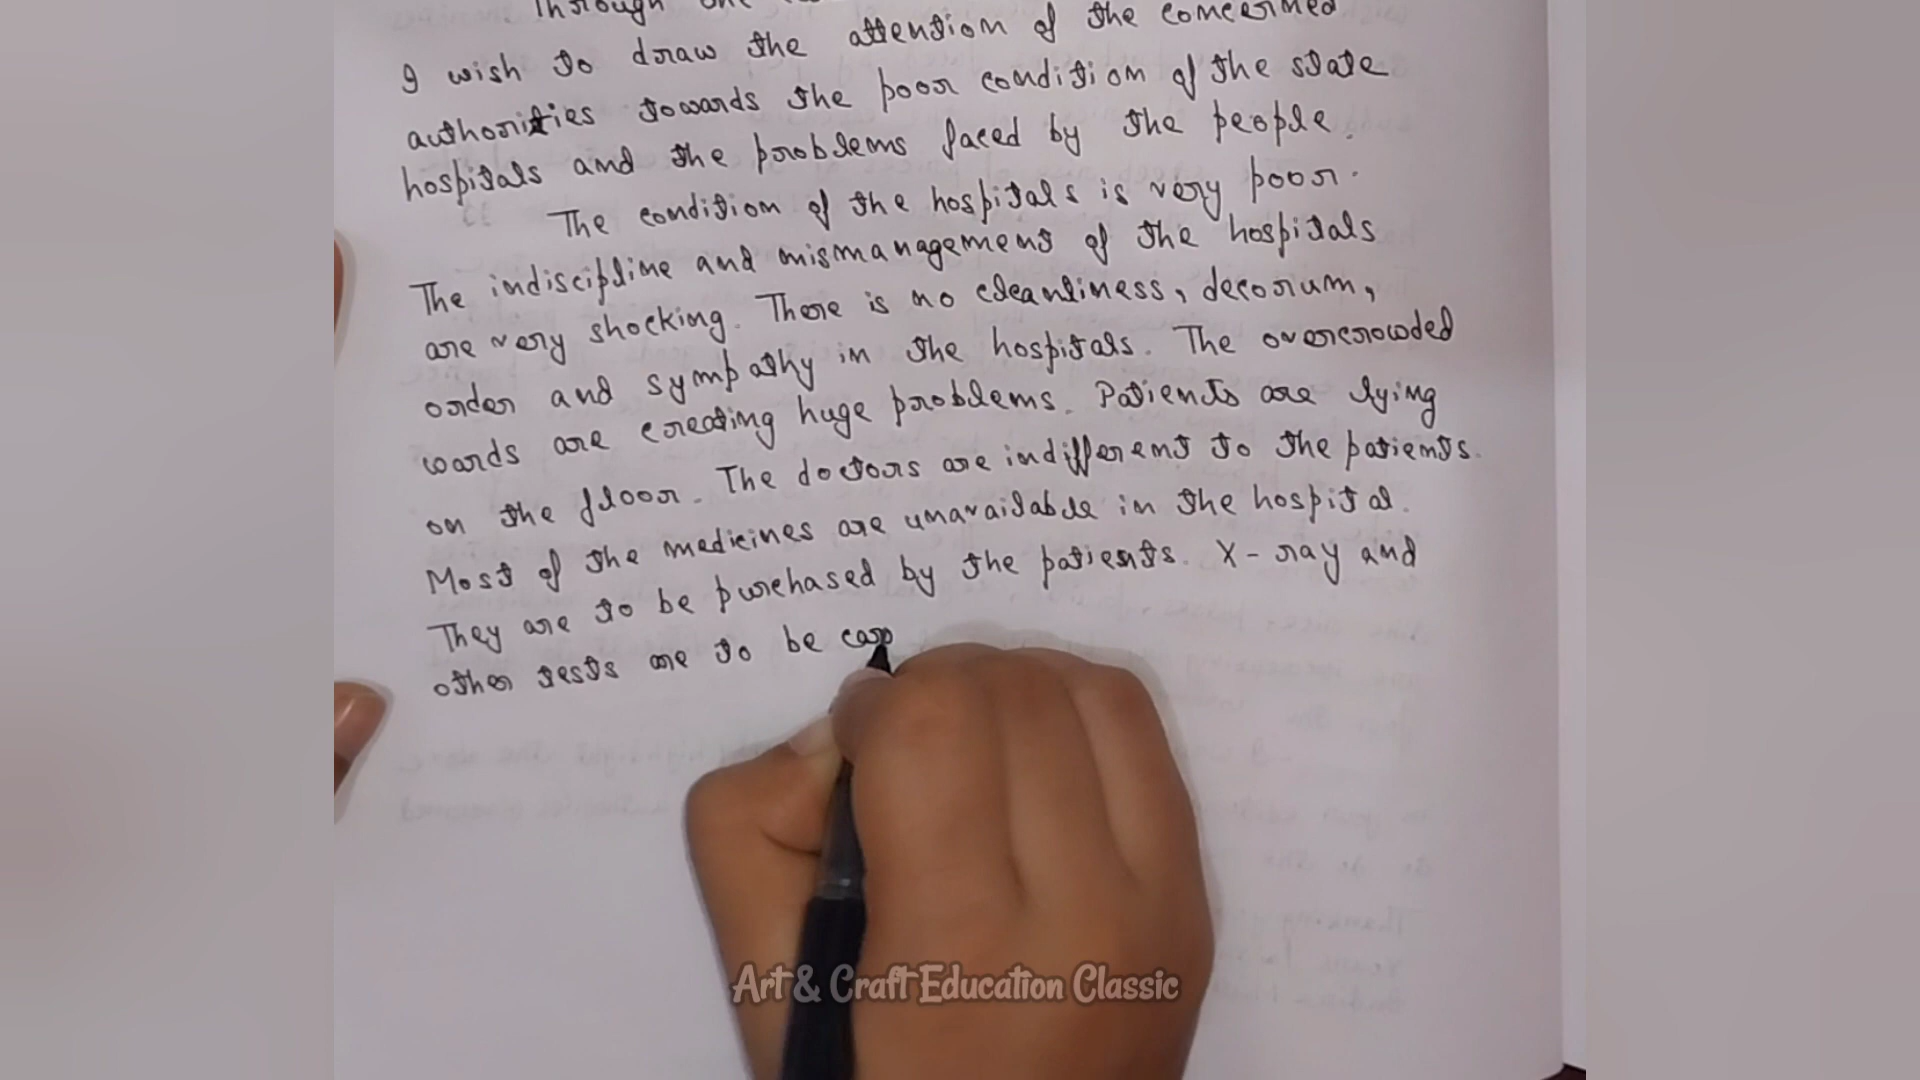 Through
I wish to draw the attention of the concerned
authorities towards the poor condition of the state
hospitals and the problems faced by the people.
The condition of the hospitals is very poor.
The indiscipline and mismanagement of the hospitals
are very shocking. There is no cleanliness, decorum,
order and sympathy in the hospitals. The overcrowded
wards are creating huge problems. Patients are lying
on the floor. The doctors are indifferent to the patients.
Most of the medicines are unavailable in the hospital.
They are to be purchased by the patients. X-ray and
other tests are to be
Art & Craft Education Classic